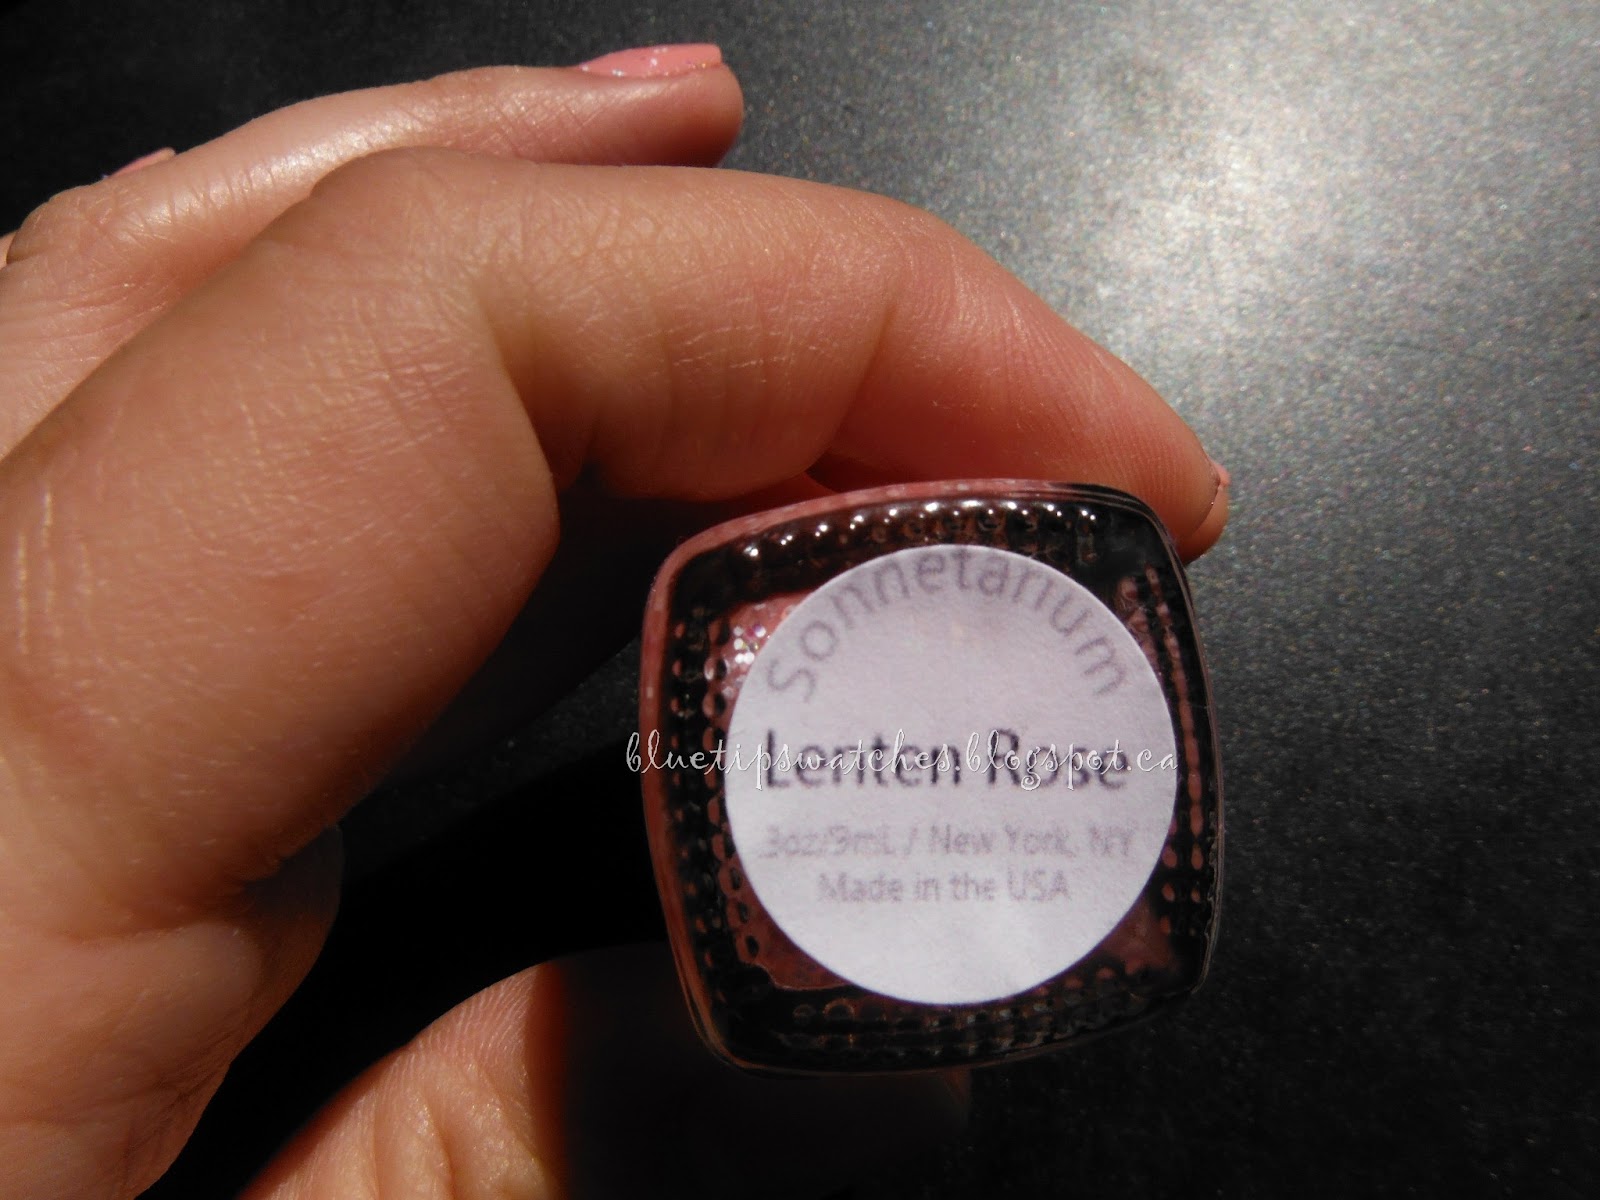 Sonnetarium
Lenten Rose
bluetipswatches.blogspot.ca
.3oz/9mL / New York, NY
Made in the USA